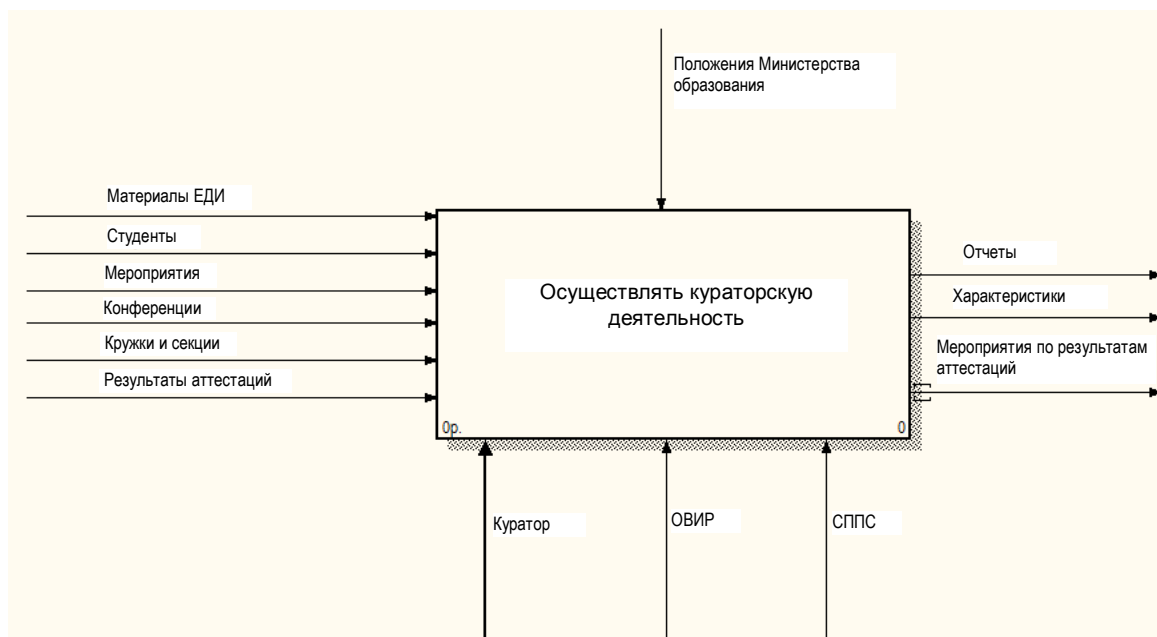 Положения Министерства
образования
Материалы ЕДИ
Студенты
Мероприятия
Конференции
Кружки и секции
Результаты аттестаций
Осуществлять кураторскую
деятельность
0р.
0
Отчеты
Характеристики
Мероприятия по результатам
аттестаций
Куратор
ОВИР
СППС